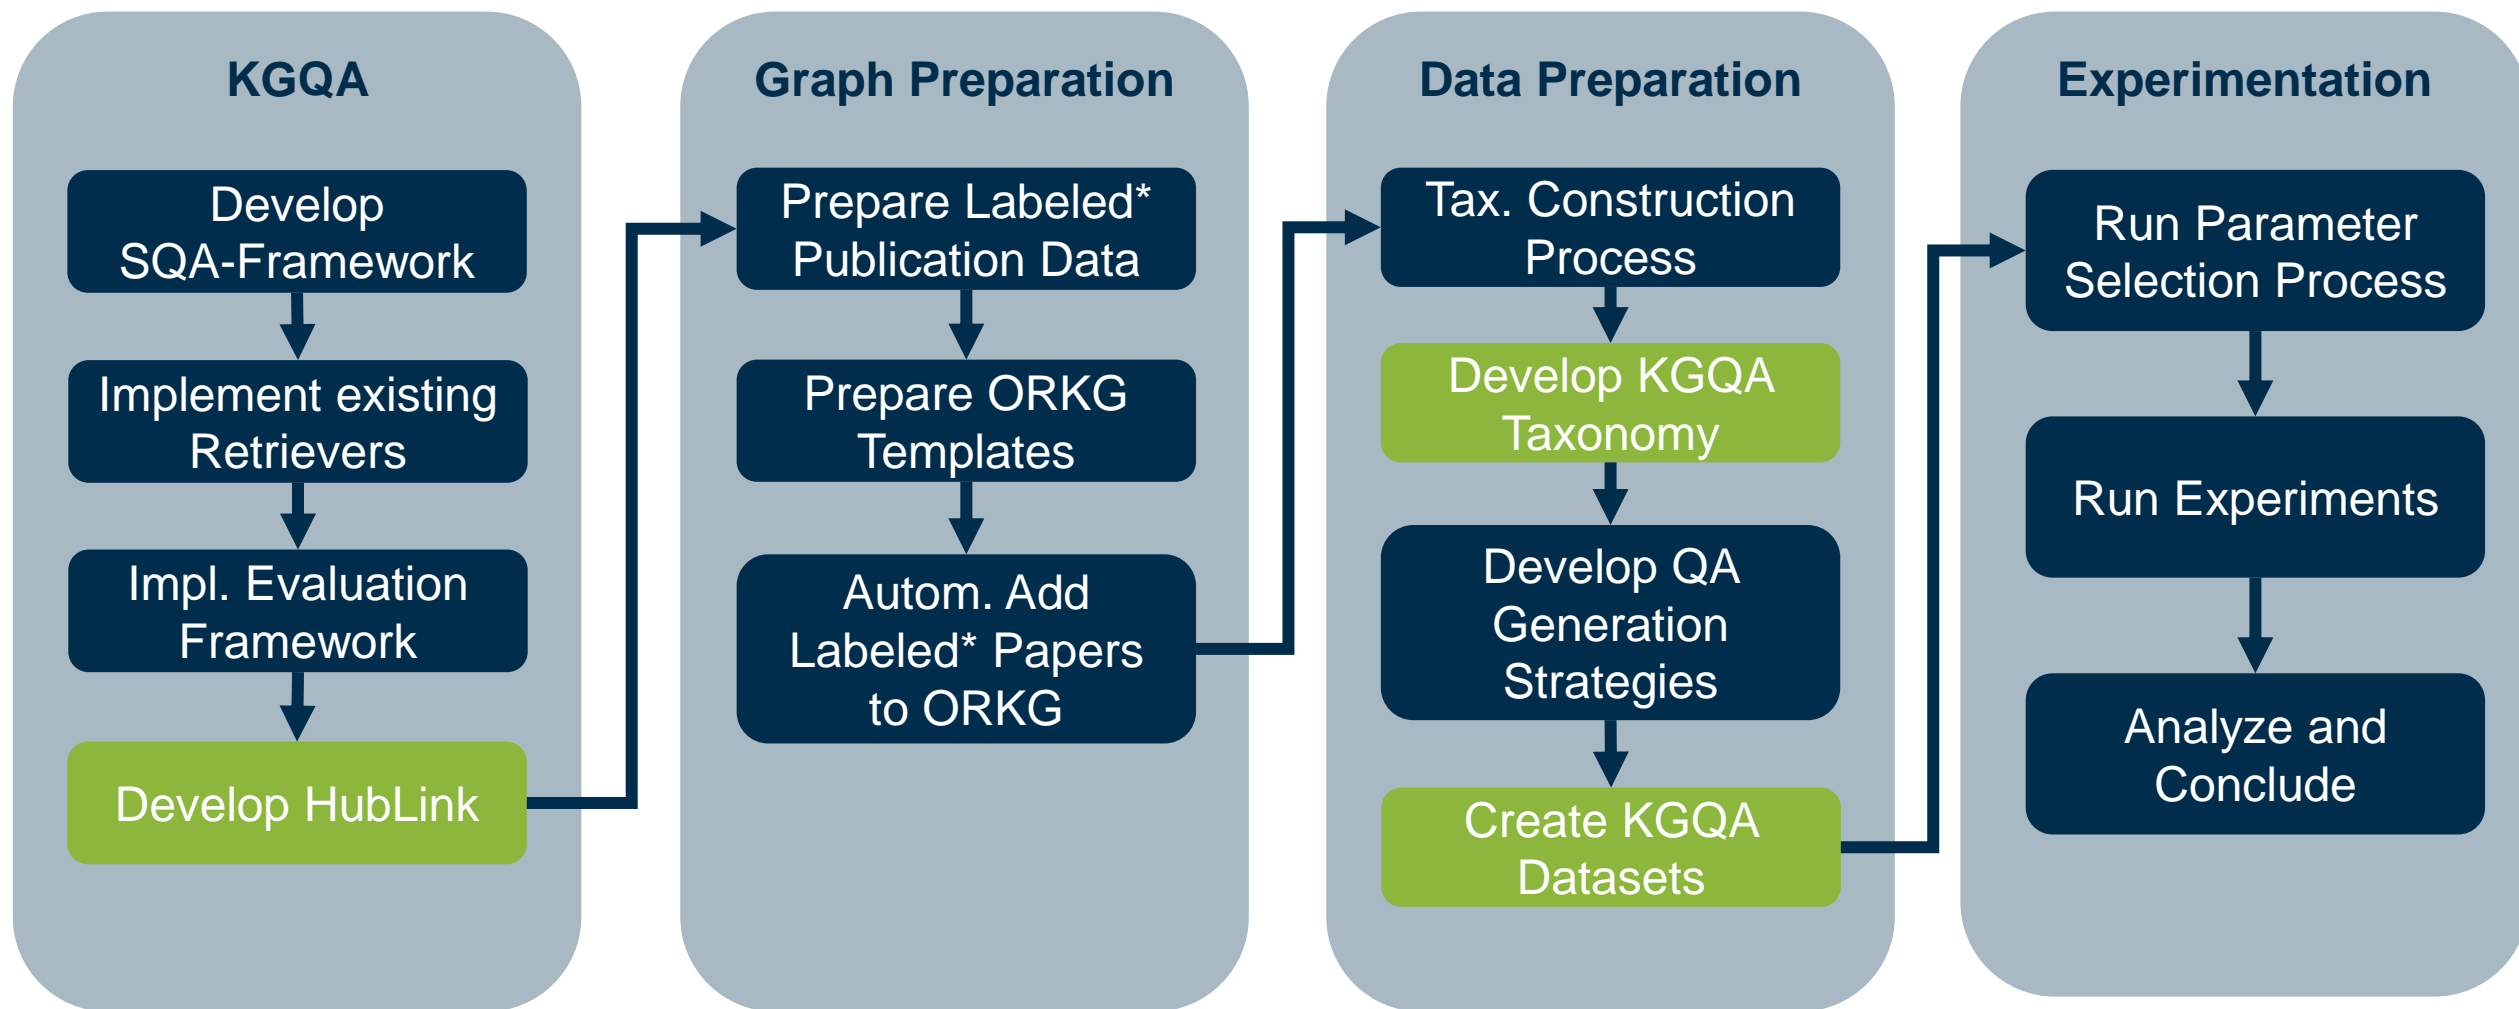 KGQA
Develop
SQA-Framework
Implement existing
Retrievers
Impl. Evaluation
Framework
Develop HubLink
Graph Preparation
Prepare Labeled*
Publication Data
Prepare ORKG
Templates
Autom. Add
Labeled* Papers
to ORKG
Data Preparation
Tax. Construction
Process
Develop KGQA
Taxonomy
Develop QA
Generation
Strategies
Create KGQA
Datasets
Experimentation
Run Parameter
Selection Process
Run Experiments
Analyze and
Conclude